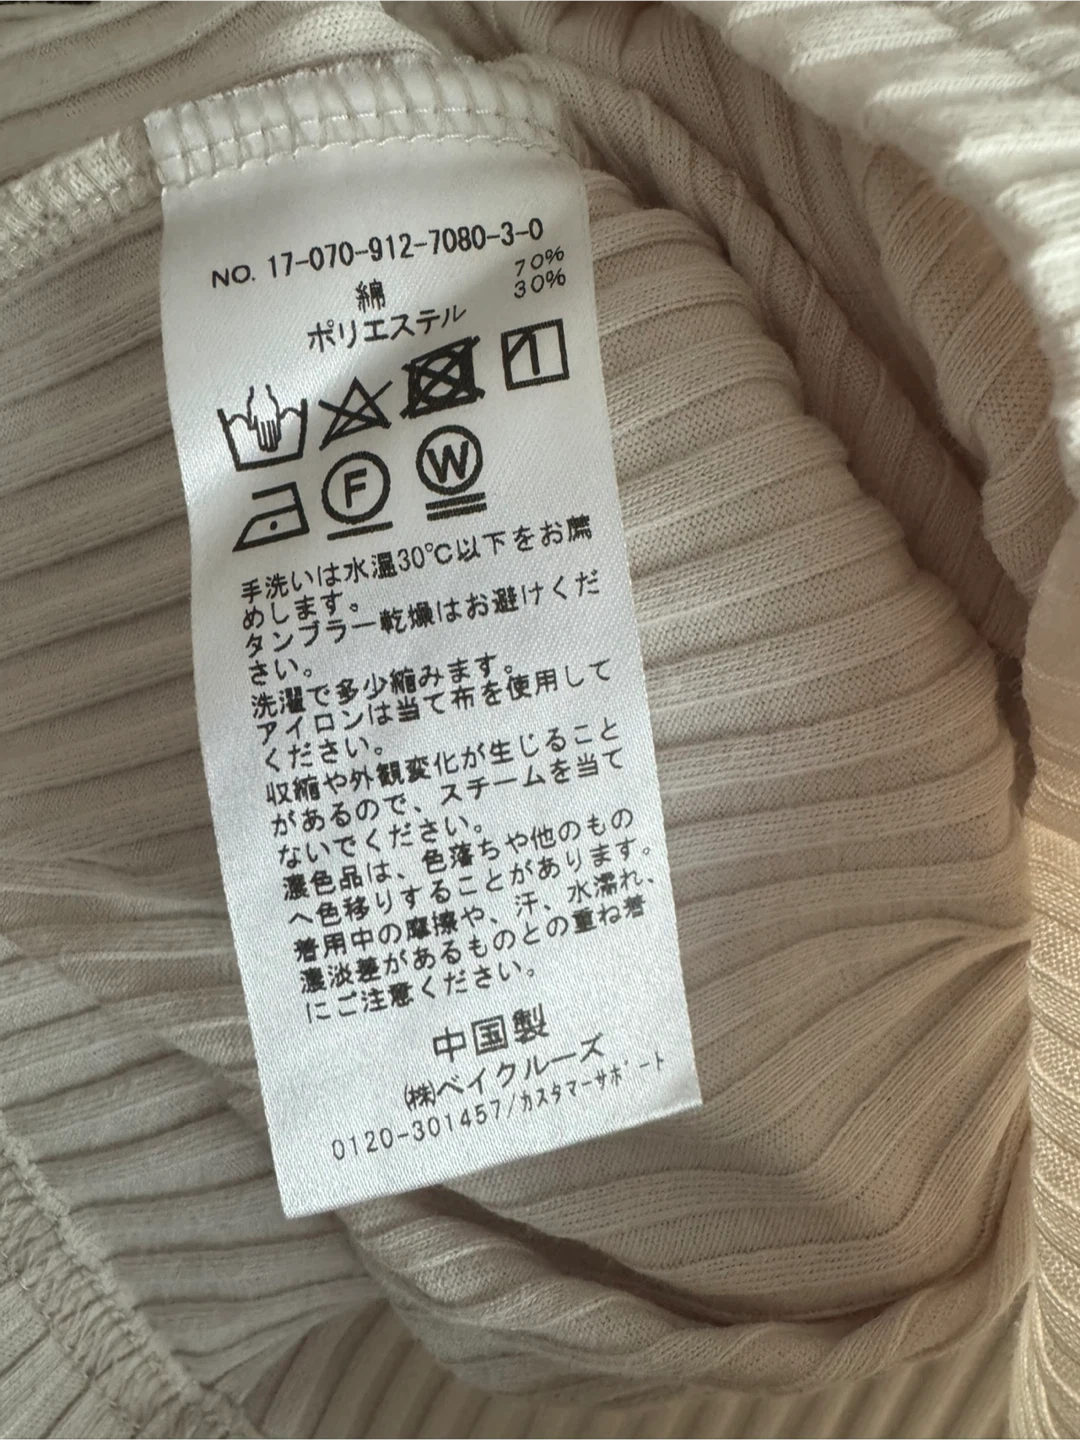 NO. 17-070-912-7080-3-0
綿 70%
ポリエステル 30%
F W
手洗いは水温30℃以下をお薦
めします。
タンブラー乾燥はお避けくだ
さい。
洗濯で多少縮みます。
アイロンは当て布を使用して
ください。
収縮や外観変化が生じること
があるので、スチームを当て
ないでください。
濃色品は、色落ちや他のもの
へ色移りすることがあります。
着用中の摩擦や、汗、水濡れ、
濃淡差があるものとの重ね着
にご注意ください。
中国製
㈱ベイクルーズ
0120-301457/カスタマーサポート